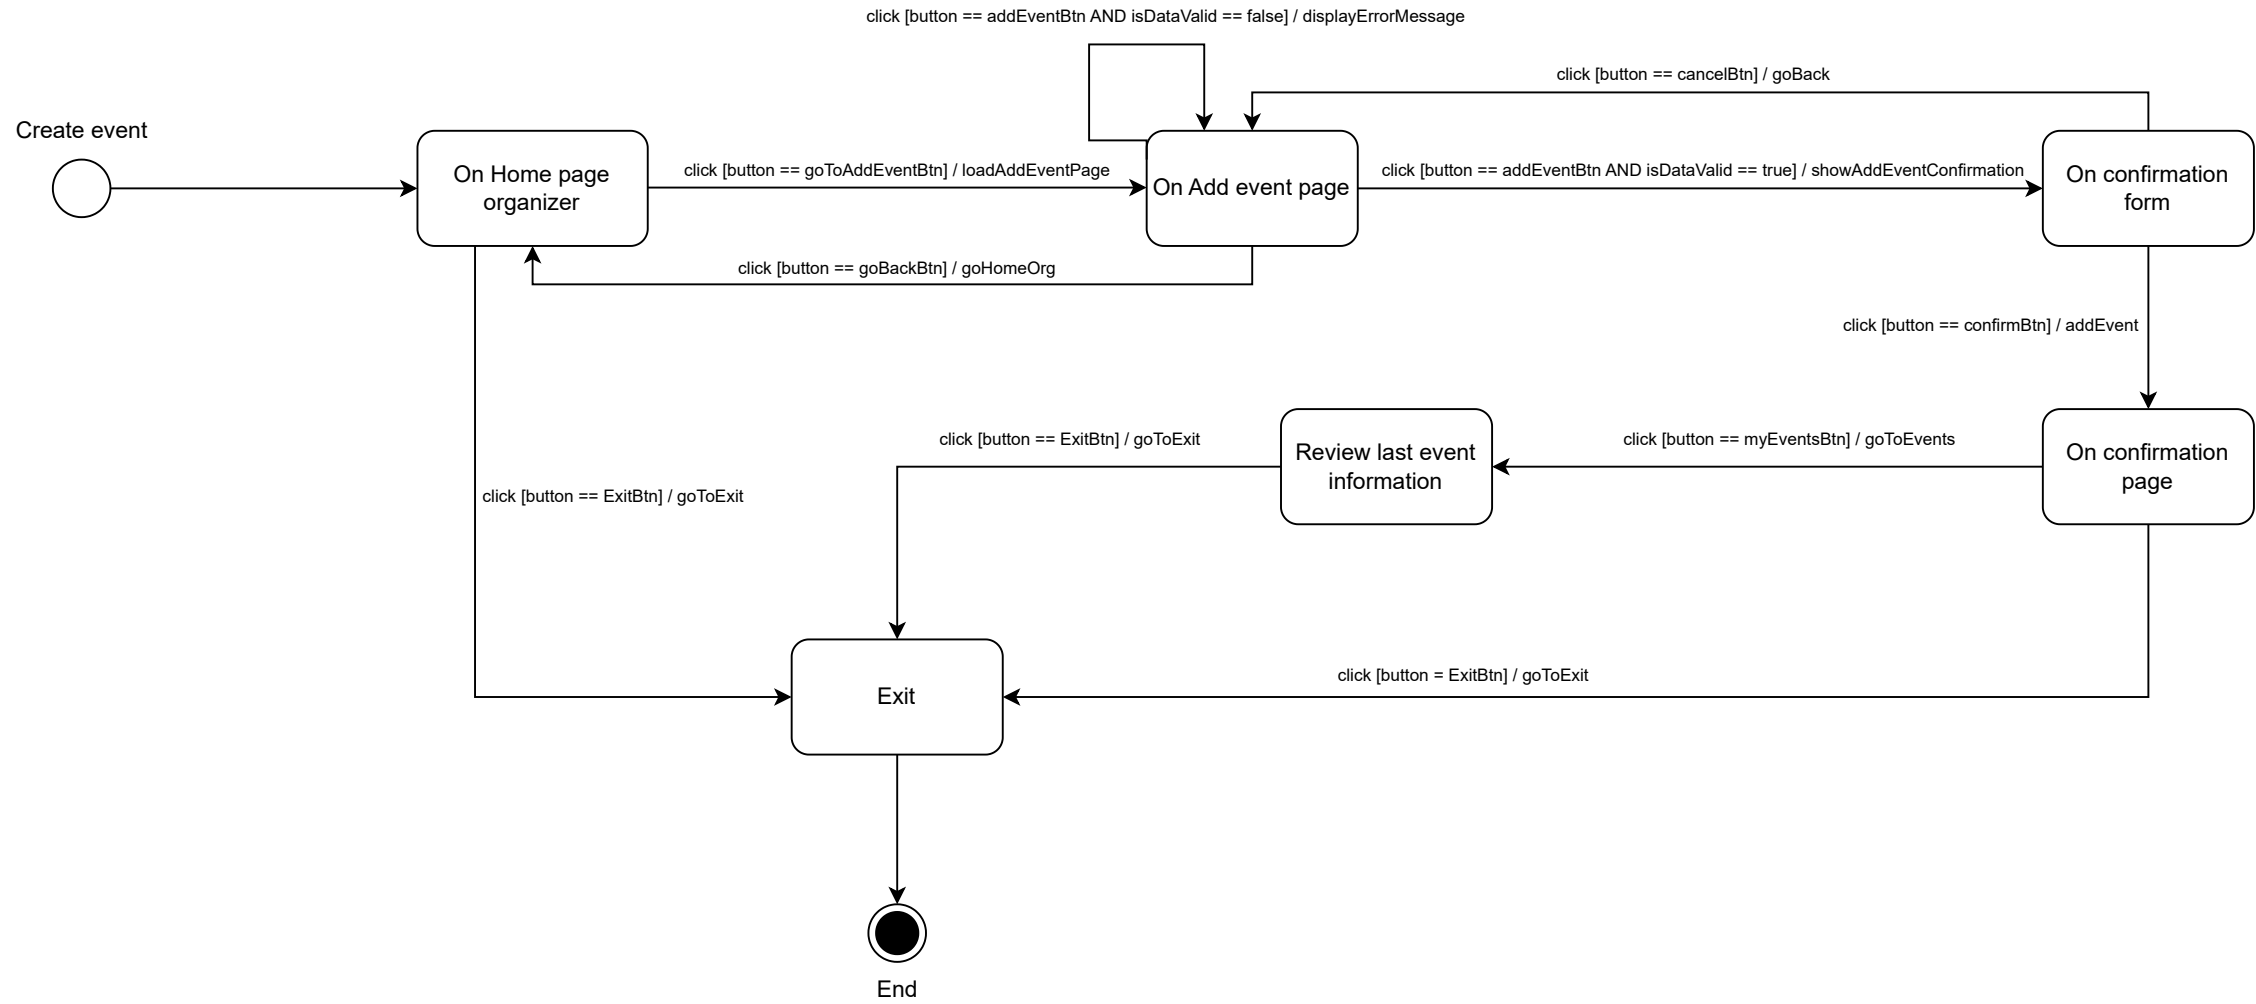 click [button == addEventBtn AND isDataValid == false] / displayErrorMessage
click [button == cancelBtn] / goBack
Create event
On Home page
organizer
click [button == goToAddEventBtn] / loadAddEventPage
On Add event page
click [button == addEventBtn AND isDataValid == true] / showAddEventConfirmation
On confirmation
form
click [button == goBackBtn] / goHomeOrg
click [button == confirmBtn] / addEvent
click [button == ExitBtn] / goToExit
Review last event
information
click [button == myEventsBtn] / goToEvents
On confirmation
page
click [button == ExitBtn] / goToExit
click [button = ExitBtn] / goToExit
Exit
End